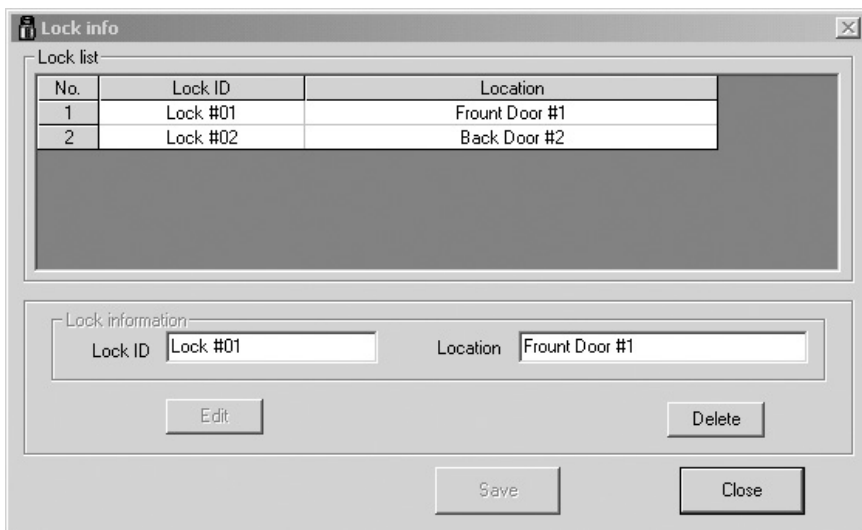 Lock info
Lock list
No. Lock ID Location
1 Lock #01 Frount Door #1
2 Lock #02 Back Door #2
Lock information
Lock ID Lock #01 Location Frount Door #1
Edit Delete
Save Close